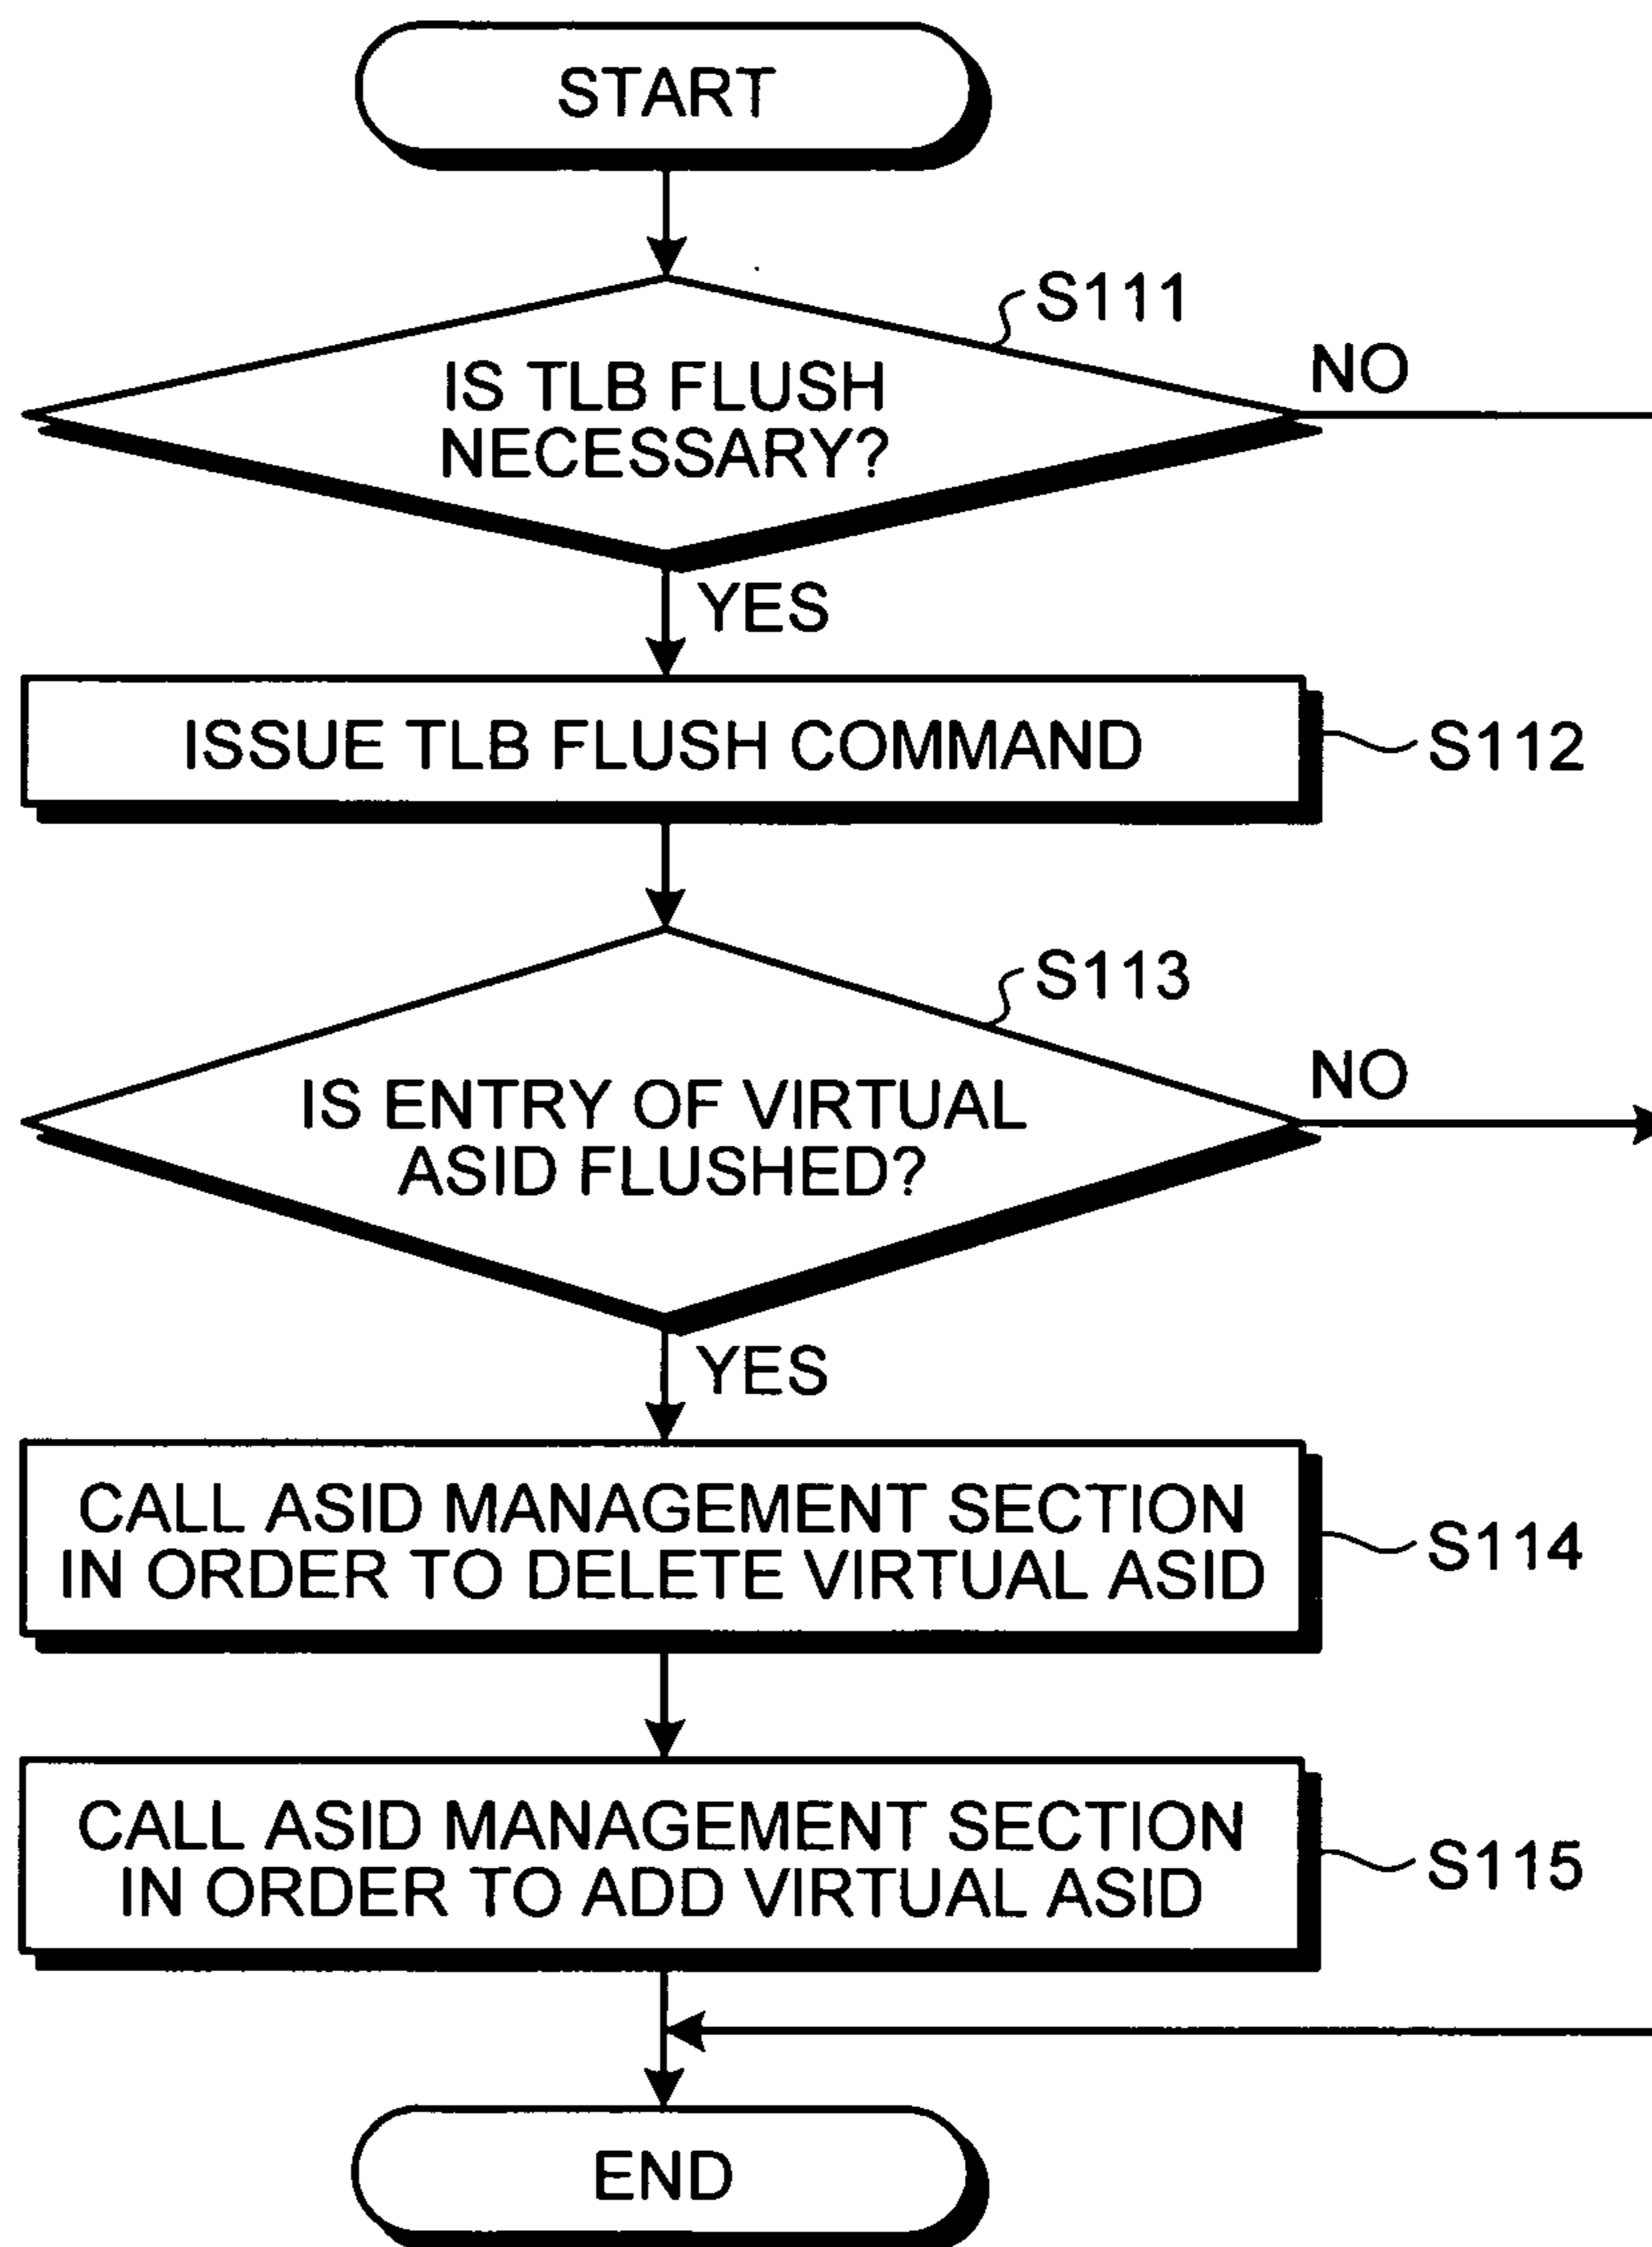 START
S111
IS TLB FLUSH
NECESSARY?
NO
YES
ISSUE TLB FLUSH COMMAND
S112
S113
IS ENTRY OF VIRTUAL
ASID FLUSHED?
NO
YES
CALL ASID MANAGEMENT SECTION
IN ORDER TO DELETE VIRTUAL ASID
S114
CALL ASID MANAGEMENT SECTION
IN ORDER TO ADD VIRTUAL ASID
S115
END